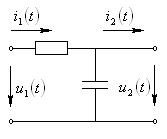 i₁(t) i₂(t)
u₁(t) u₂(t)